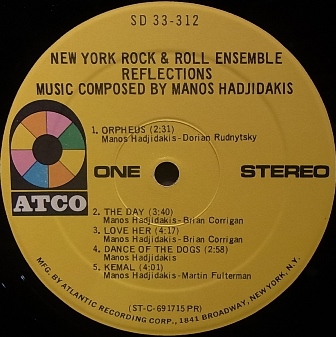 SD 33-312
NEW YORK ROCK & ROLL ENSEMBLE
REFLECTIONS
MUSIC COMPOSED BY MANOS HADJIDAKIS
1. ORPHEUS (2:31)
Manos Hadjidakis-Dorian Rudnytsky
ONE
STEREO
ATCO
2. THE DAY (3:40)
Manos Hadjidakis-Brian Corrigan
3. LOVE HER (4:17)
Manos Hadjidakis-Brian Corrigan
4. DANCE OF THE DOGS (2:58)
Manos Hadjidakis
5. KEMAL (4:01)
Manos Hadjidakis-Martin Fulterman
(ST-C-691715 PR)
MFG. BY ATLANTIC RECORDING CORP., 1841 BROADWAY, NEW YORK, N.Y.